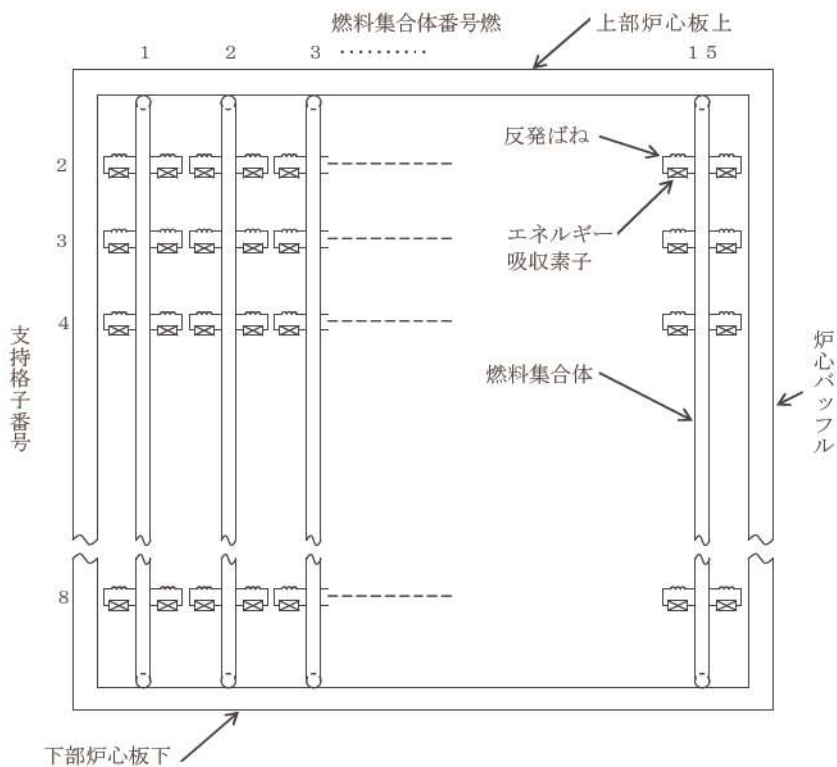 燃料集合体番号燃
上部炉心板上
1 2 3 ・・・・・・・・・・ 15
反発ばね
2
エネルギー
吸収素子
3
4
支持格子番号
燃料集合体
炉心バッフル
8
下部炉心板下